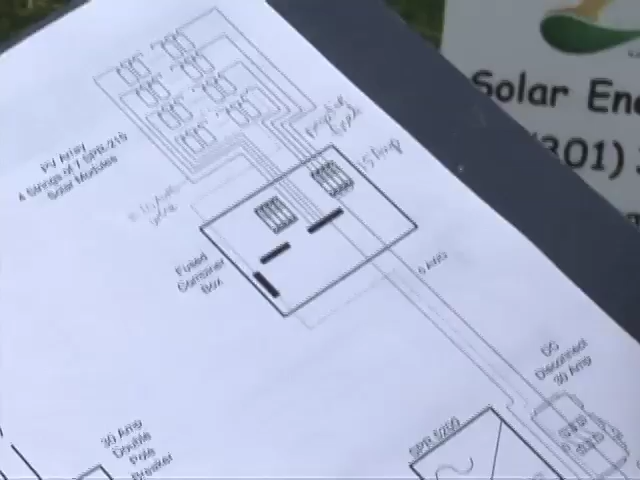 Solar Ene
(301)
PV Array
4 Strings of 7 SPR-215
Solar Modules
15 Amp
Fused
Combiner
Box
6 AWG
DC
Disconnect
30 Amp
SPR 5200
30 Amp
Double
Pole
Breaker